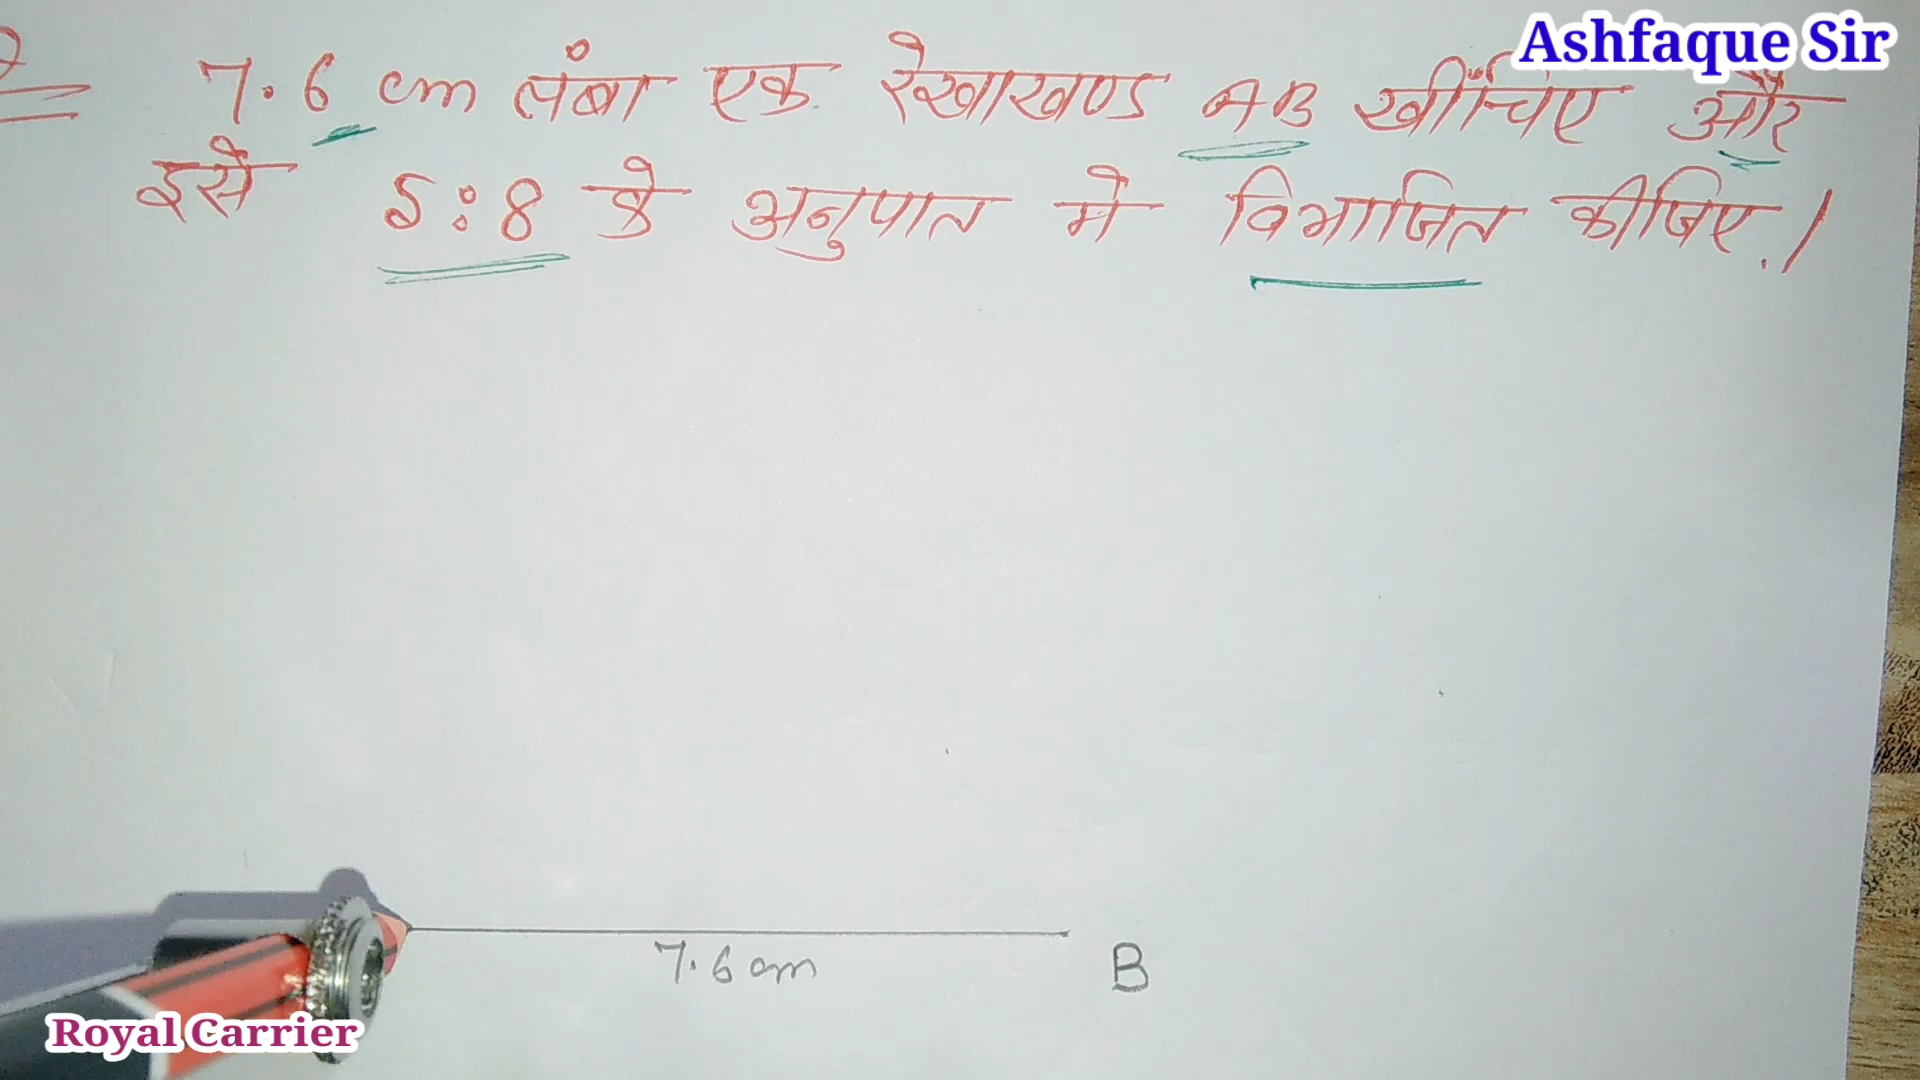 Ashfaque Sir
7.6 cm लंबा एक रेखाखण्ड AB खींचिए और
इसे 5:8 के अनुपात मे विभाजित कीजिए.।
7.6 cm
B
Royal Carrier